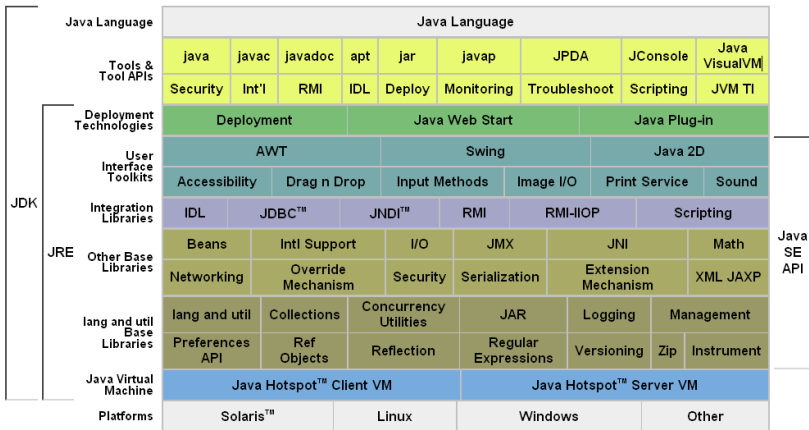 Java Language Java Language
Tools & Tool APIs
java javac javadoc apt jar javap JPDA JConsole Java VisualVM
Security Int'l RMI IDL Deploy Monitoring Troubleshoot Scripting JVM TI
Deployment Technologies
Deployment Java Web Start Java Plug-in
User Interface Toolkits
AWT Swing Java 2D
Accessibility Drag n Drop Input Methods Image I/O Print Service Sound
Integration Libraries
IDL JDBC™ JNDI™ RMI RMI-IIOP Scripting
Other Base Libraries
Beans Intl Support I/O JMX JNI Math
Networking Override Mechanism Security Serialization Extension Mechanism XML JAXP
lang and util Base Libraries
lang and util Collections Concurrency Utilities JAR Logging Management
Preferences API Ref Objects Reflection Regular Expressions Versioning Zip Instrument
Java Virtual Machine
Java Hotspot™ Client VM Java Hotspot™ Server VM
Platforms Solaris™ Linux Windows Other
JDK
JRE
Java SE API